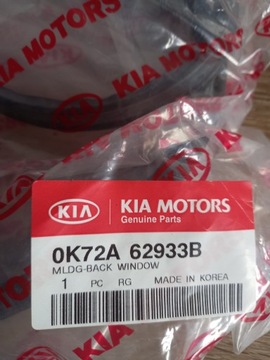 KIA MOTORS
KIA MOTORS
KIA
KIA MOTORS
Genuine Parts
0K72A 62933B
MLDG-BACK WINDOW
1 PC RG MADE IN KOREA